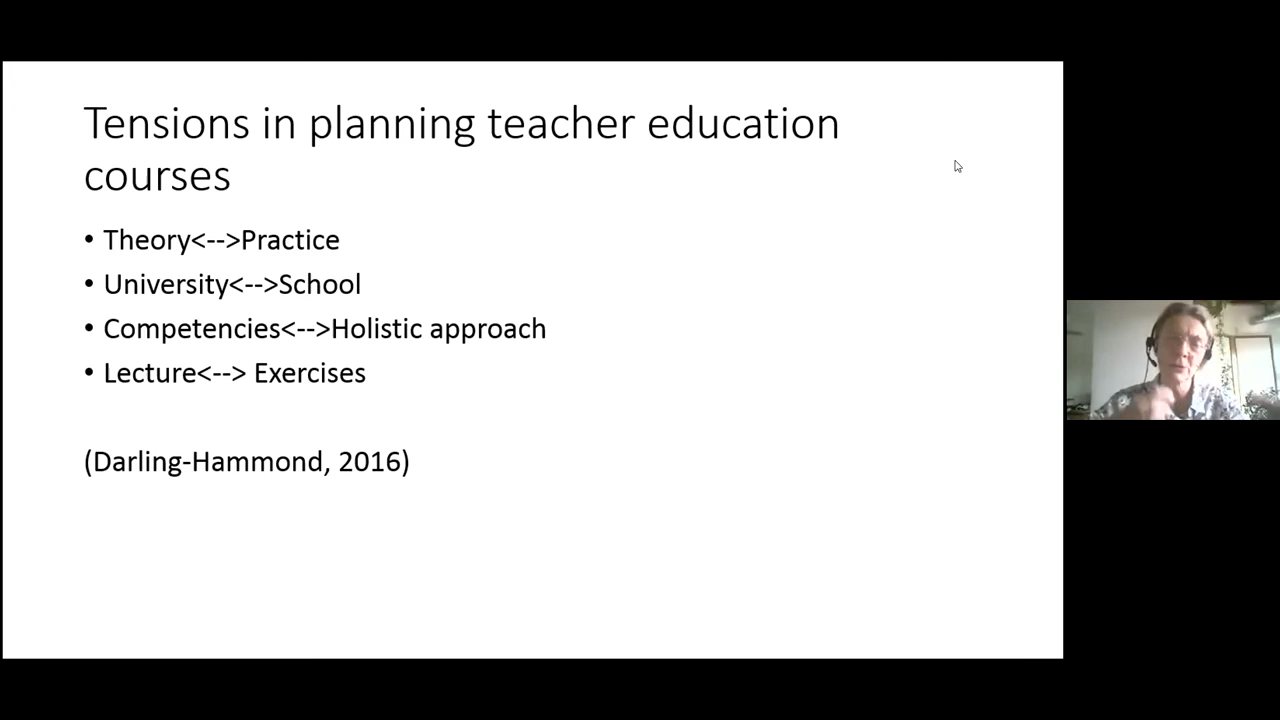 Tensions in planning teacher education
courses
• Theory<-->Practice
• University<-->School
• Competencies<-->Holistic approach
• Lecture<--> Exercises
(Darling-Hammond, 2016)